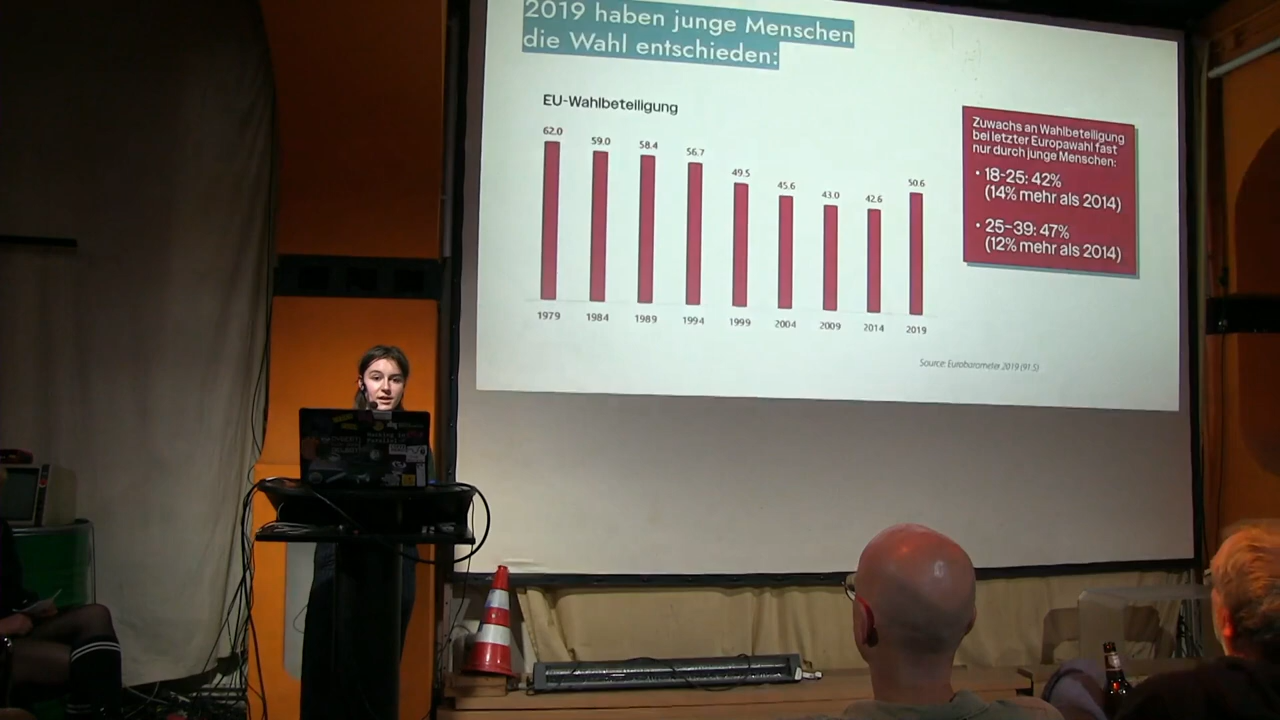 2019 haben junge Menschen
die Wahl entschieden:
EU-Wahlbeteiligung
62.0
59.0
58.4
56.7
49.5
45.6
43.0
42.6
50.6
1979
1984
1989
1994
1999
2004
2009
2014
2019
Zuwachs an Wahlbeteiligung
bei letzter Europawahl fast
nur durch junge Menschen:
• 18-25: 42%
(14% mehr als 2014)
• 25-39: 47%
(12% mehr als 2014)
Source: Eurobarometer 2019 (91.5)